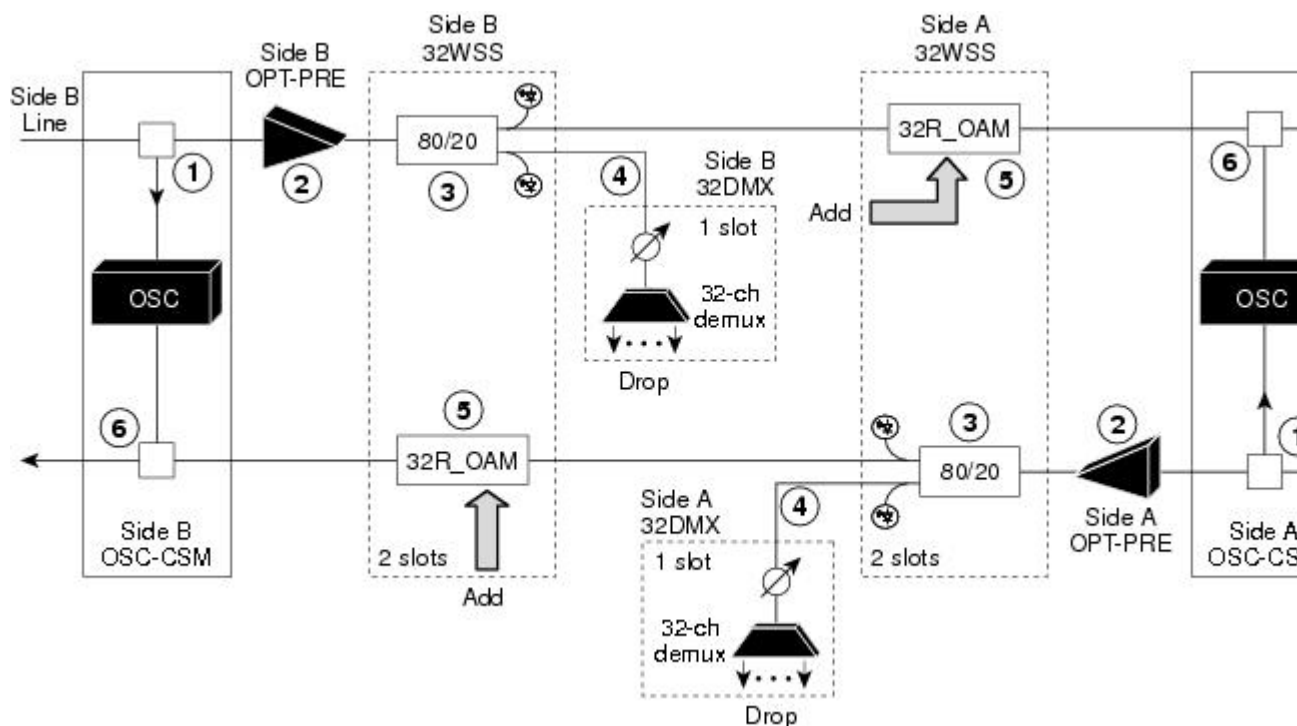 Side B
Line
Side B
OPT-PRE
Side B
32WSS
Side A
32WSS
1
2
80/20
3
4
Side B
32DMX
32R_OAM
5
6
Add
1 slot
OSC
32-ch
demux
Drop
OSC
6
5
32R_OAM
3
80/20
2
1
Side B
OSC-CSM
2 slots
Add
Side A
32DMX
4
1 slot
32-ch
demux
Drop
2 slots
Side A
OPT-PRE
Side A